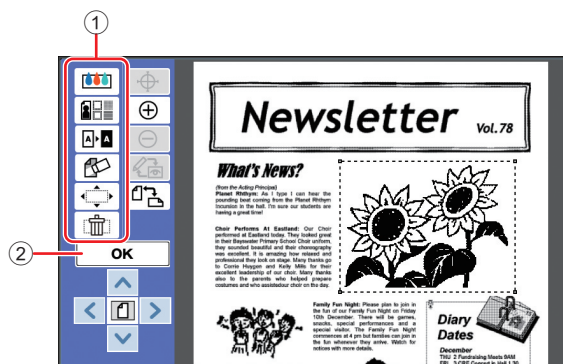 1
A A
2
OK
Newsletter Vol. 78
What's News?
(from the Acting Principal)
Planet Rhthym: As I type I can hear the
pounding beat coming from the Planet Rhthym
Incursion in the hall. I'm sure our students are
having a great time!
Choir Performs At Eastland: Our Choir
performed at Eastland today. They looked great
in their Bayswater Primary School Choir uniform,
they sounded beautiful and their choreography
was excellent. It is amazing how relaxed and
professional they look on stage. Many thanks go
to Corrie Huygon and Kelly Mills for their
excellent leadership of our choir. Many thanks
also to the parents who helped prepare
costumes and who assistadour choir on the day.
Family Fun Night: Please plan to join in
the fun of our Family Fun Night on Friday
10th December. There will be games,
snacks, special performances and a
special visitor. The Family Fun Night
commences at 4 pm but families can join in
the fun whenever they arrive. Watch for
notices with more details.
Diary
Dates
December
THU 2 Fundraising Meets 9AM